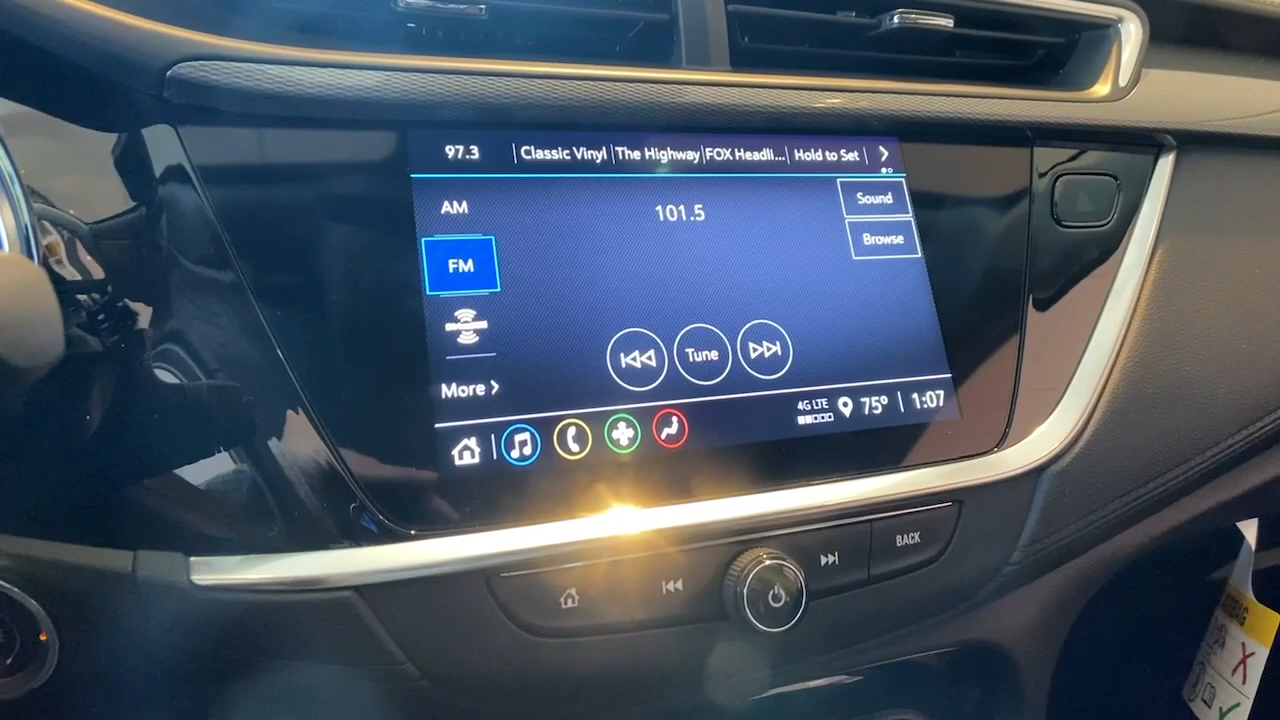 97.3 Classic Vinyl The Highway FOX Headli... Hold to Set
AM
101.5
Sound
FM
Browse
Tune
More
4G LTE 75° 1:07
BACK